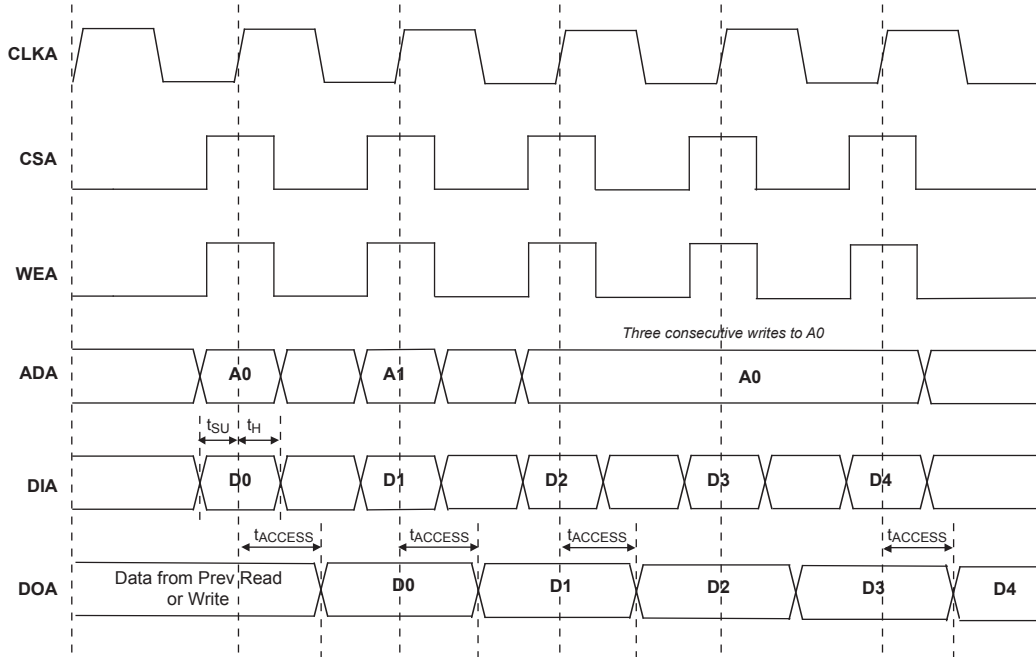 CLKA
CSA
WEA
Three consecutive writes to A0
ADA
A0
A1
A0
tSU
tH
DIA
D0
D1
D2
D3
D4
tACCESS
tACCESS
tACCESS
tACCESS
DOA
Data from Prev Read
or Write
D0
D1
D2
D3
D4